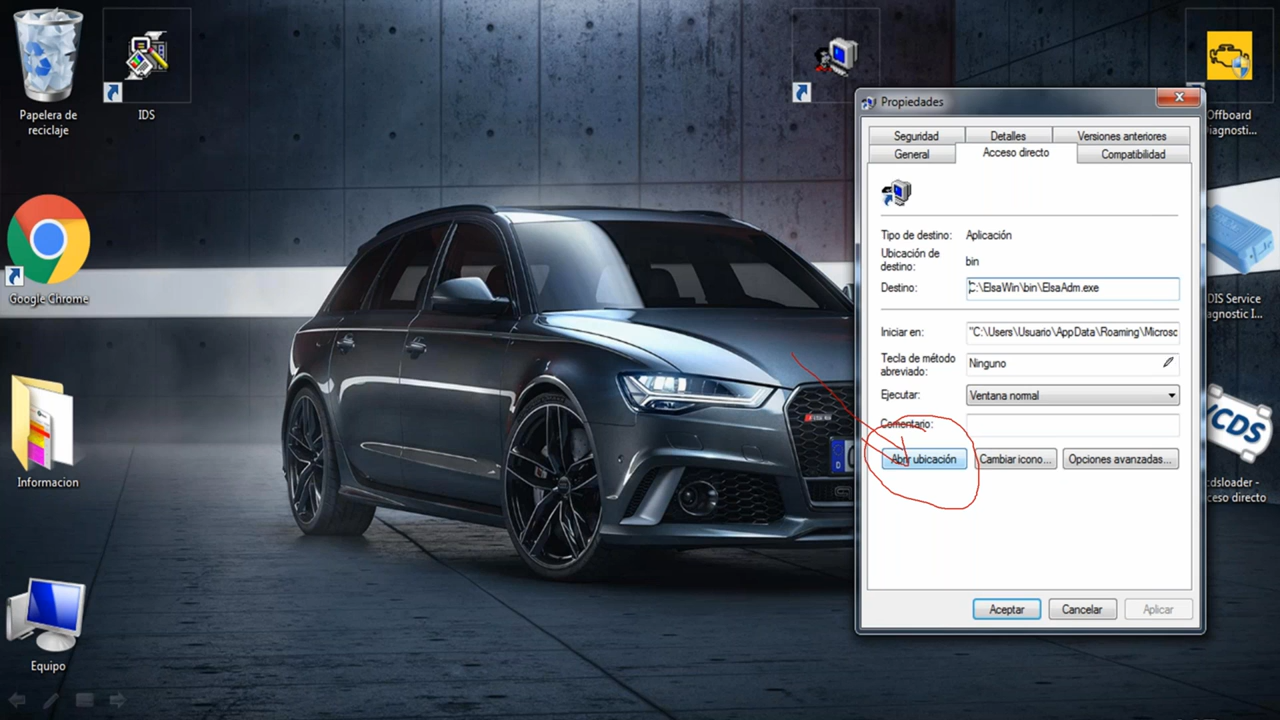 Papelera de
reciclaje
IDS
Google Chrome
Informacion
Equipo
Propiedades
Seguridad
Detalles
Versiones anteriores
General
Acceso directo
Compatibilidad
Tipo de destino:
Aplicación
Ubicación de
destino:
bin
Destino:
C:\ElsaWin\bin\ElsaAdm.exe
Iniciar en:
"C:\Users\Usuario\AppData\Roaming\Microsc
Tecla de método
abreviado:
Ninguno
Ejecutar:
Ventana normal
Comentario:
Abrir ubicación
Cambiar icono...
Opciones avanzadas...
Aceptar
Cancelar
Aplicar
Offboard
iagnosti...
DIS Service
agnostic I...
CDS
cdsloader -
ceso directo